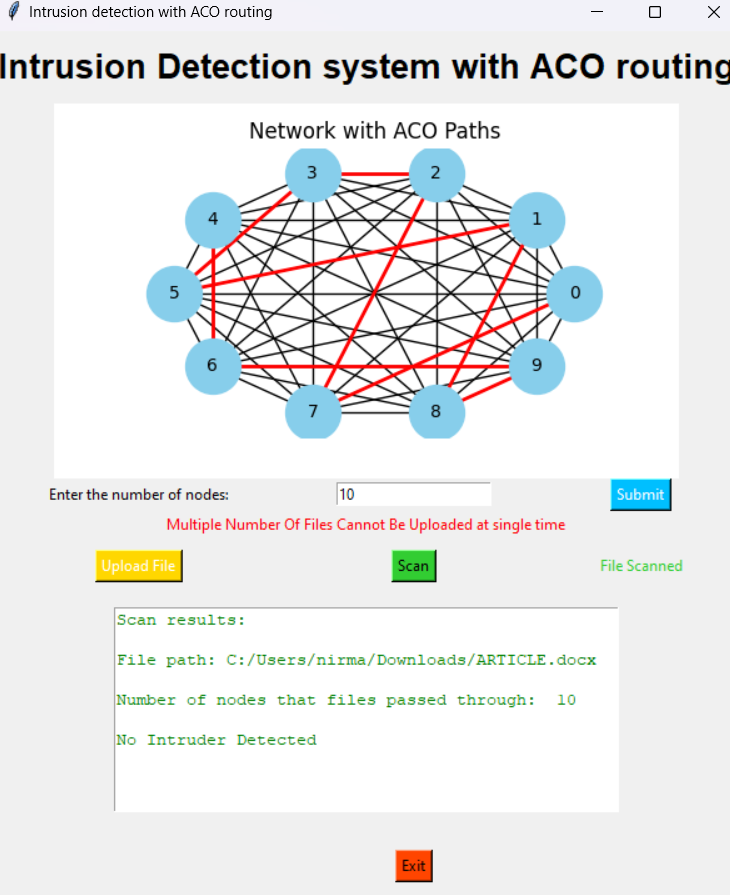 Intrusion detection with ACO routing
Intrusion Detection system with ACO routing
Network with ACO Paths
3 2
4 1
5 0
6 9
7 8
Enter the number of nodes: 10 Submit
Multiple Number Of Files Cannot Be Uploaded at single time
Upload File Scan File Scanned
Scan results:
File path: C:/Users/nirma/Downloads/ARTICLE.docx
Number of nodes that files passed through:  10
No Intruder Detected
Exit